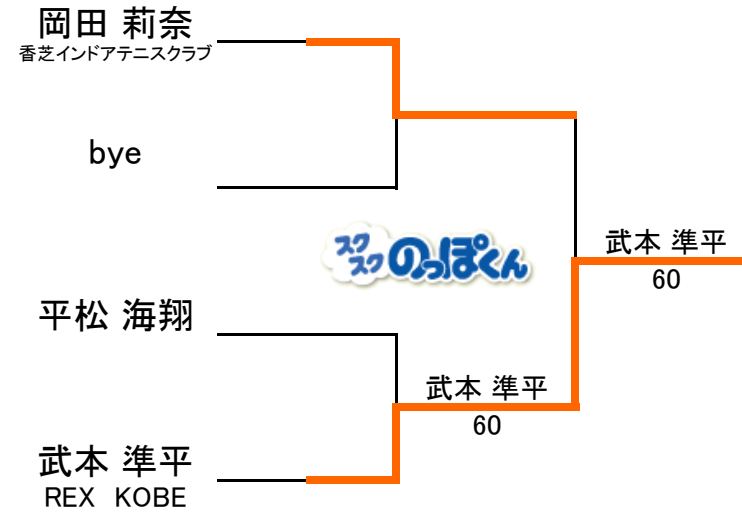 岡田 莉奈
香芝インドアテニスクラブ
bye
スクスクのっぽくん
武本 準平
60
平松 海翔
武本 準平
60
武本 準平
REX KOBE